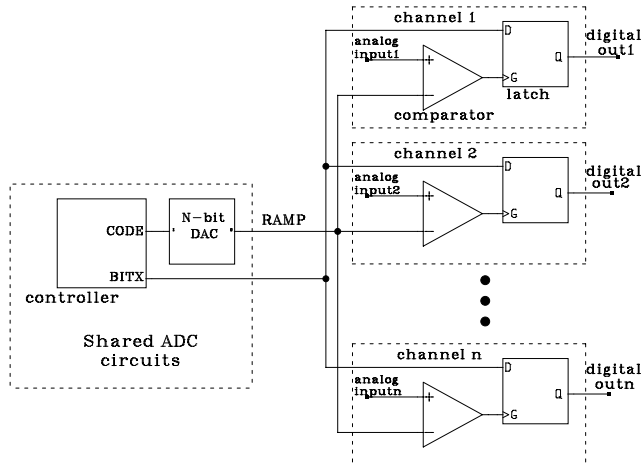 channel 1
analog
input1
+
−
comparator
D
G
Q
latch
digital
out1
channel 2
analog
input2
+
−
D
G
Q
digital
out2
CODE
BITX
controller
N−bit
DAC
RAMP
Shared ADC
circuits
channel n
analog
inputn
+
−
D
G
Q
digital
outn